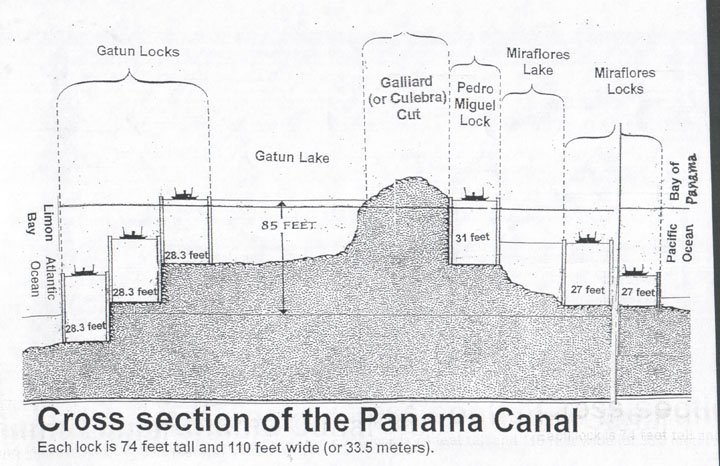 Gatun Locks
Galliard
(or Culebra)
Cut
Pedro
Miguel
Lock
Miraflores
Lake
Miraflores
Locks
Gatun Lake
Limon
Bay
Atlantic
Ocean
85 FEET
28.3 feet
28.3 feet
28.3 feet
31 feet
27 feet
27 feet
Bay of
Panama
Pacific
Ocean
Cross section of the Panama Canal
Each lock is 74 feet tall and 110 feet wide (or 33.5 meters).